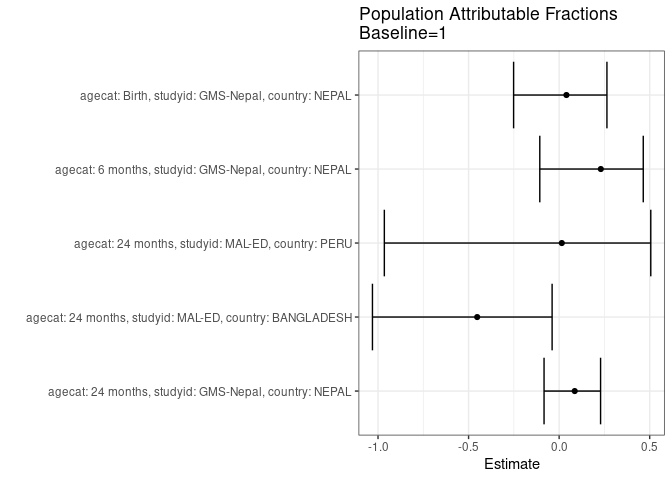 Population Attributable Fractions
Baseline=1
agecat: Birth, studyid: GMS-Nepal, country: NEPAL
agecat: 6 months, studyid: GMS-Nepal, country: NEPAL
agecat: 24 months, studyid: MAL-ED, country: PERU
agecat: 24 months, studyid: MAL-ED, country: BANGLADESH
agecat: 24 months, studyid: GMS-Nepal, country: NEPAL
-1.0 -0.5 0.0 0.5
Estimate